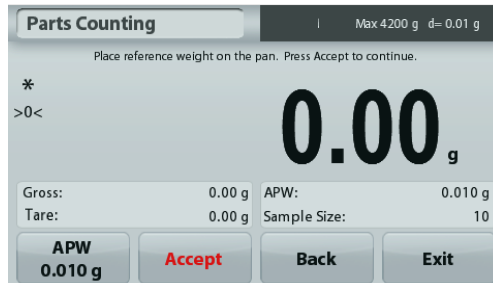 Parts Counting
| Max 4200 g d= 0.01 g
Place reference weight on the pan. Press Accept to continue.
*
>0<
0.00 g
Gross: 0.00 g APW: 0.010 g
Tare: 0.00 g Sample Size: 10
APW Accept Back Exit
0.010 g